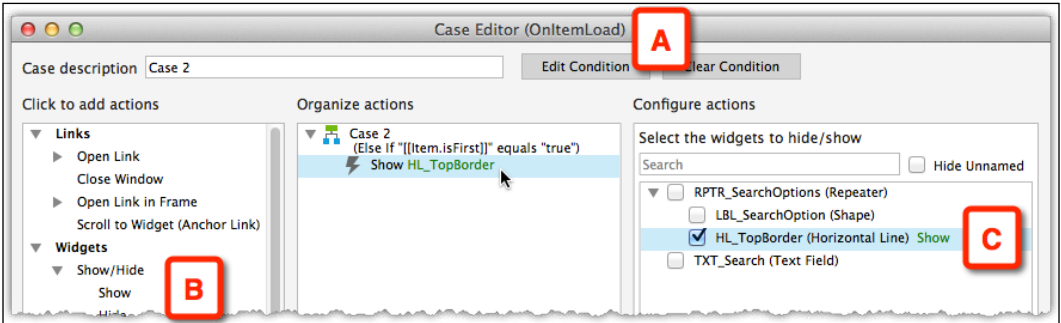 Case Editor (OnItemLoad)
A
Case description Case 2 Edit Condition Clear Condition
Click to add actions
Links
Open Link
Close Window
Open Link in Frame
Scroll to Widget (Anchor Link)
Widgets
Show/Hide
Show
Hide
B
Organize actions
Case 2
(Else If "[[Item.isFirst]]" equals "true")
Show HL_TopBorder
Configure actions
Select the widgets to hide/show
Search Hide Unnamed
RPTR_SearchOptions (Repeater)
LBL_SearchOption (Shape)
HL_TopBorder (Horizontal Line) Show
TXT_Search (Text Field)
C